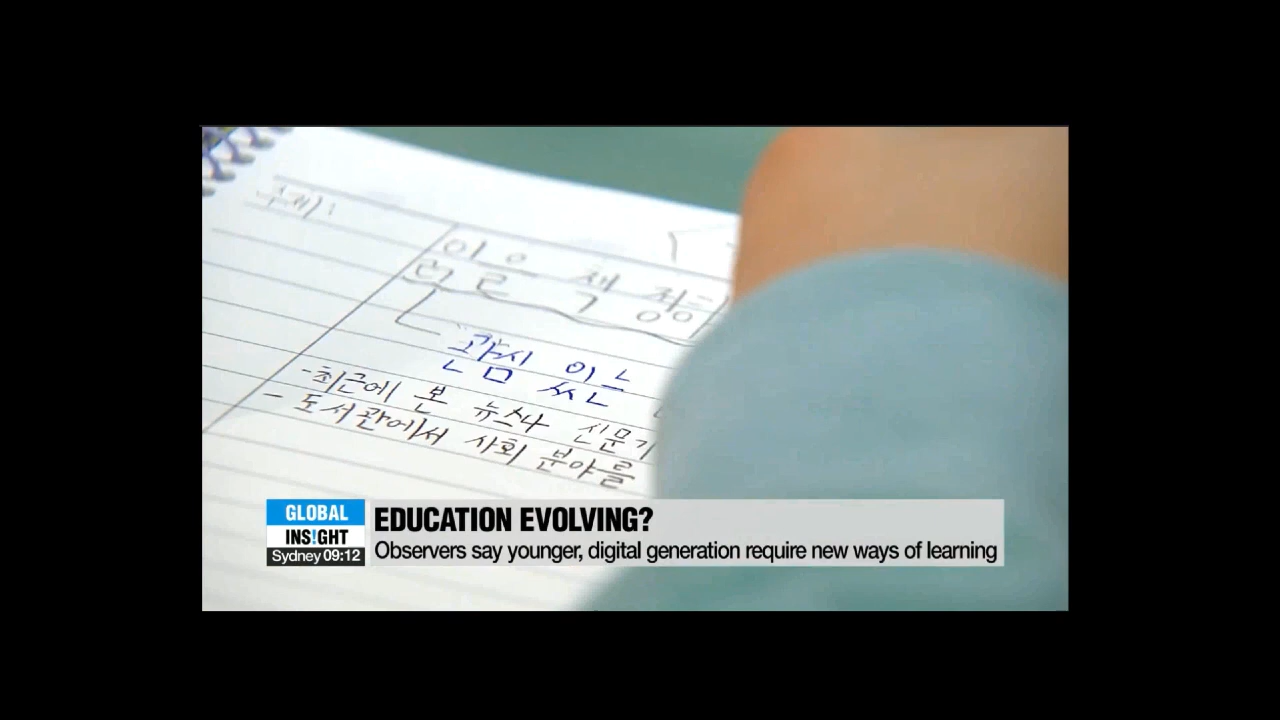 주제:
책장
관심 있는
-최근에 본 뉴스나 신문기
- 도서관에서 사회 분야를
GLOBAL
INS!GHT
Sydney 09:12
EDUCATION EVOLVING?
Observers say younger, digital generation require new ways of learning